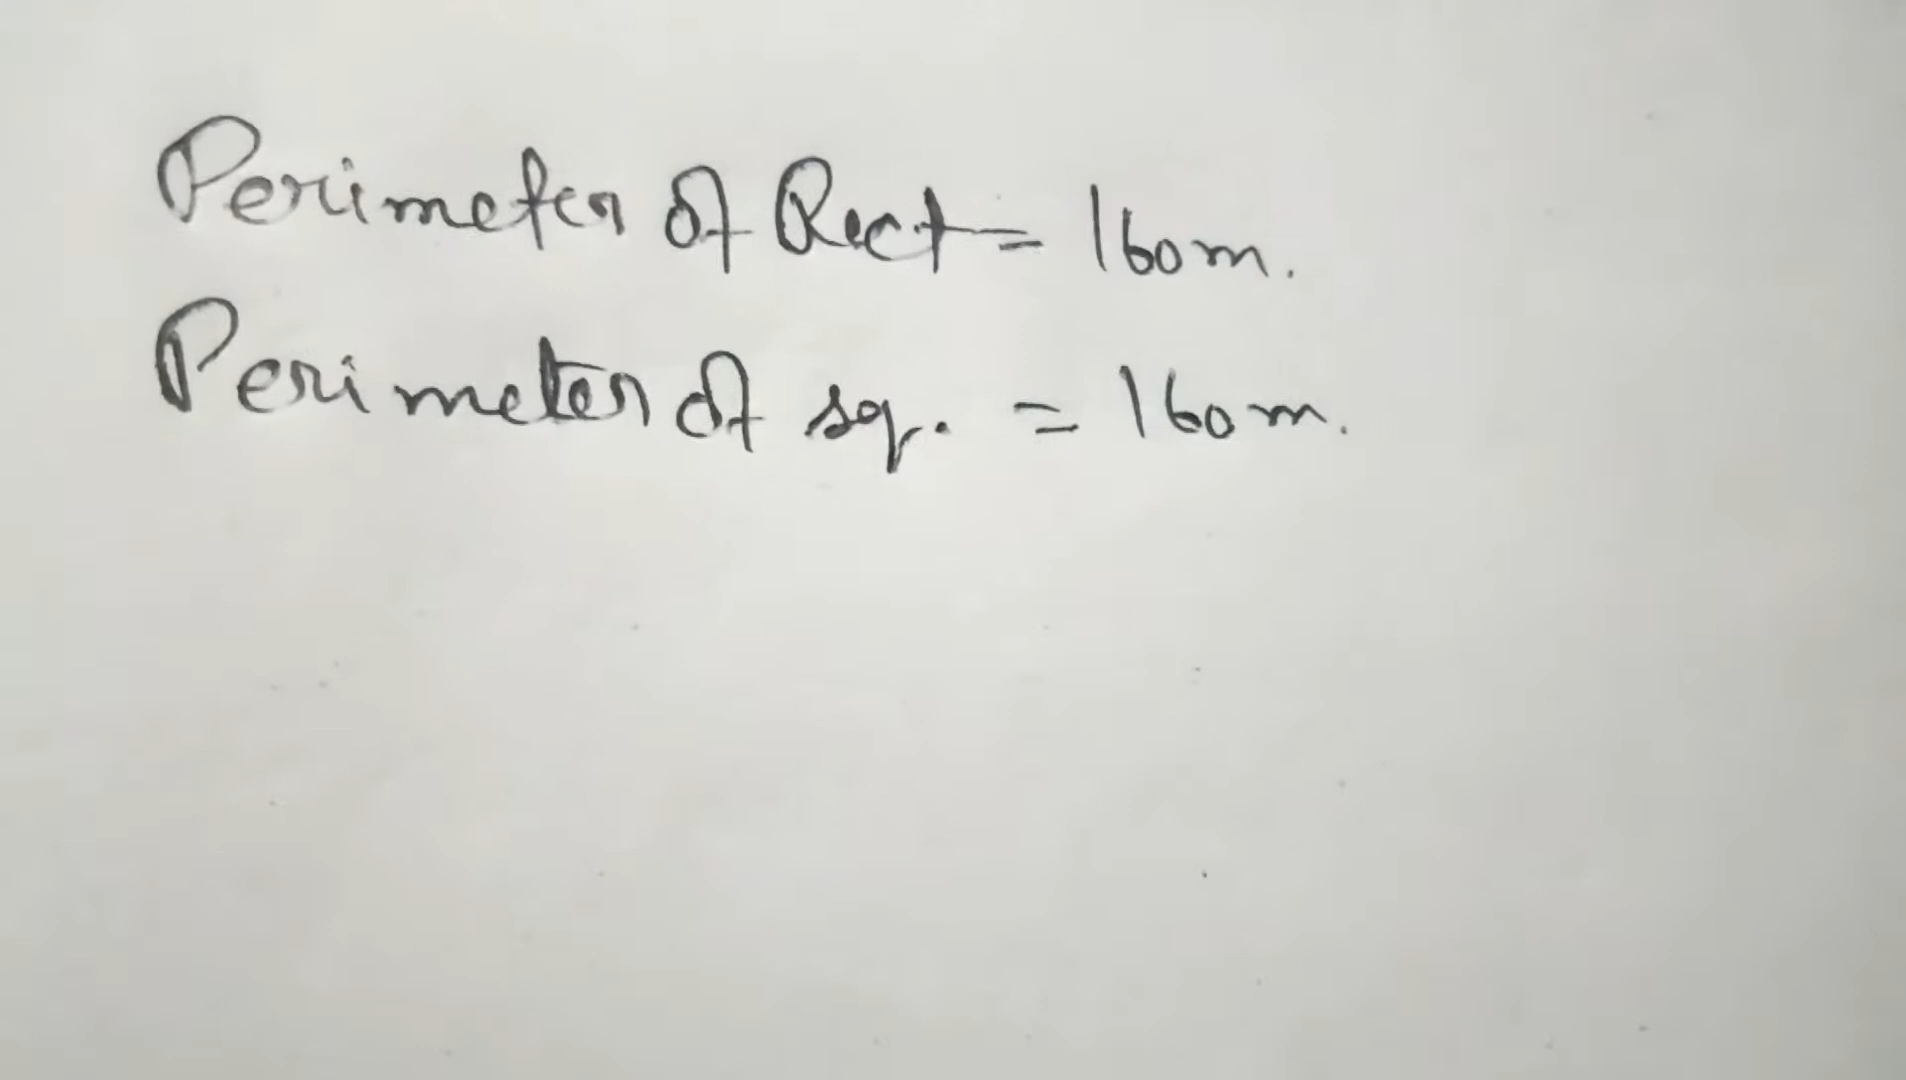 Perimeter of Rect = 160m.
Perimeter of sq. = 160m.